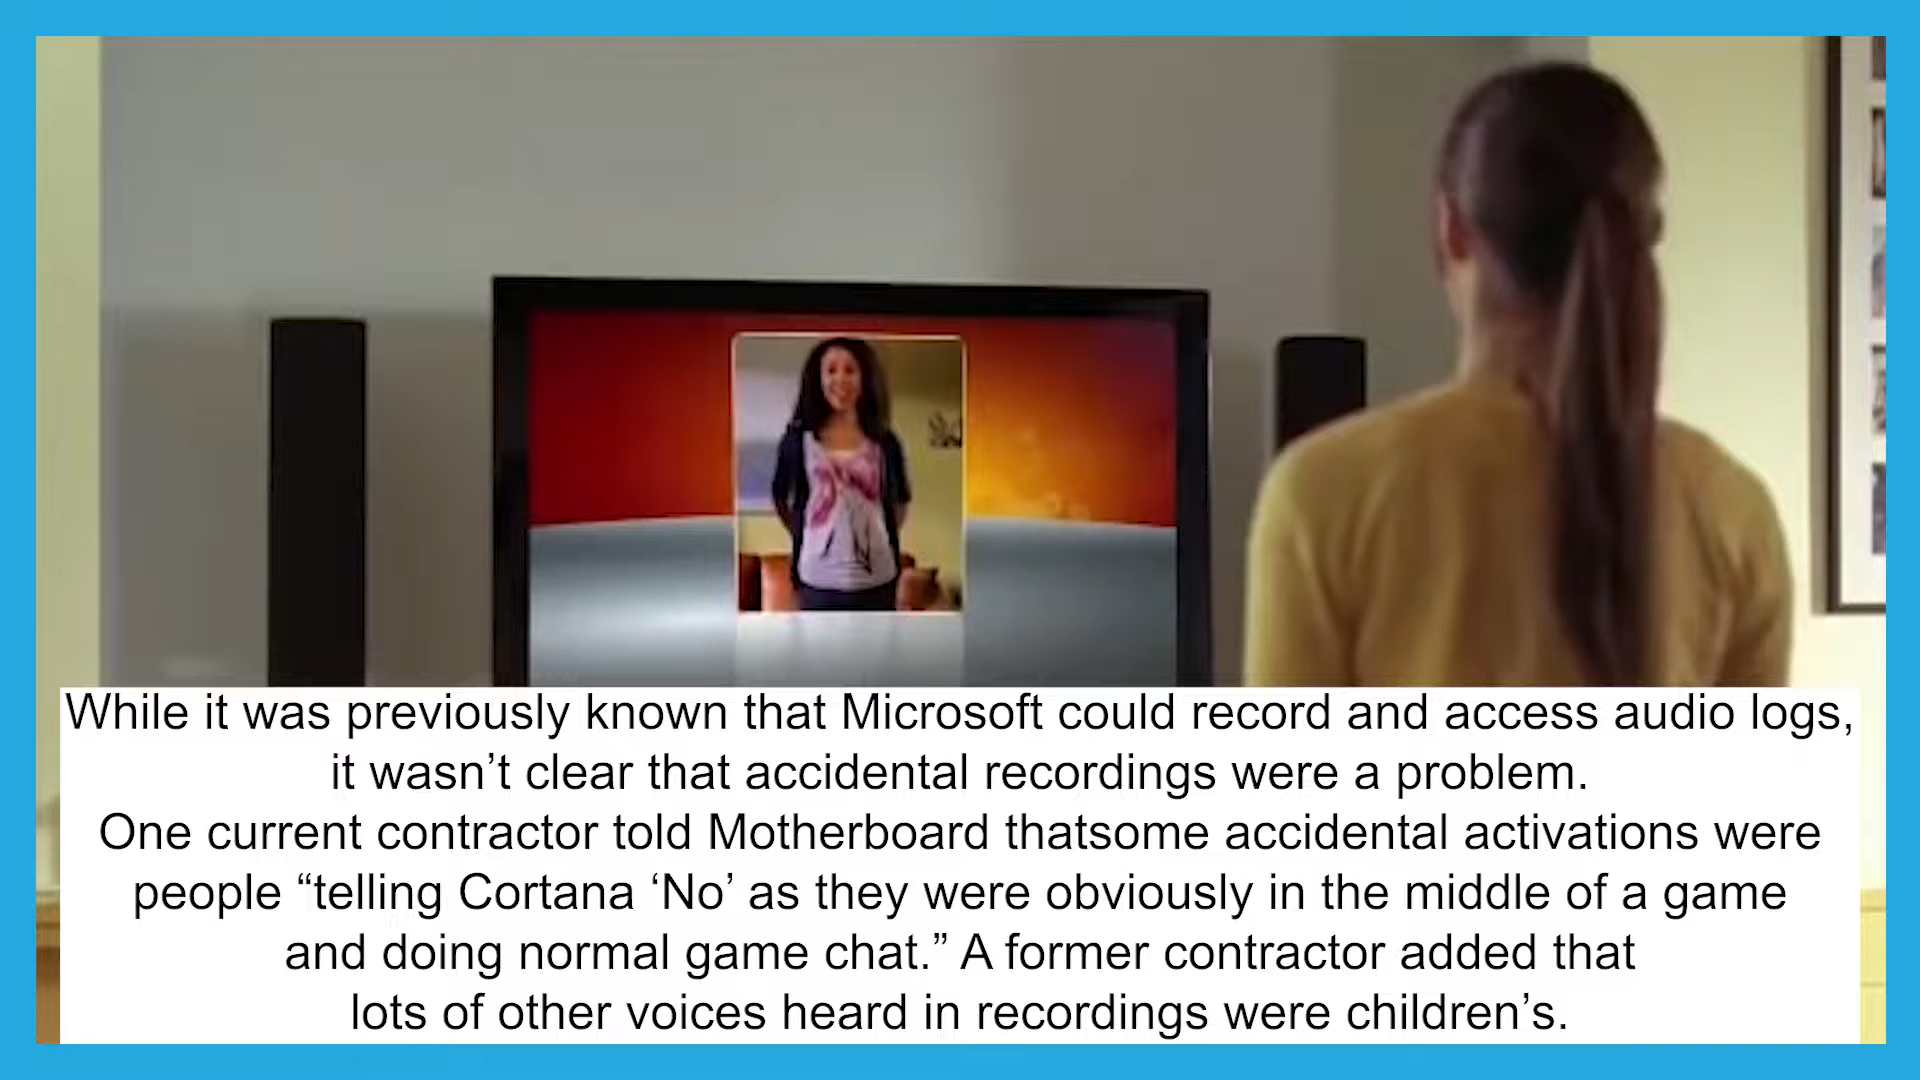 While it was previously known that Microsoft could record and access audio logs,
it wasn’t clear that accidental recordings were a problem.
One current contractor told Motherboard thatsome accidental activations were
people “telling Cortana ‘No’ as they were obviously in the middle of a game
and doing normal game chat.” A former contractor added that
lots of other voices heard in recordings were children’s.